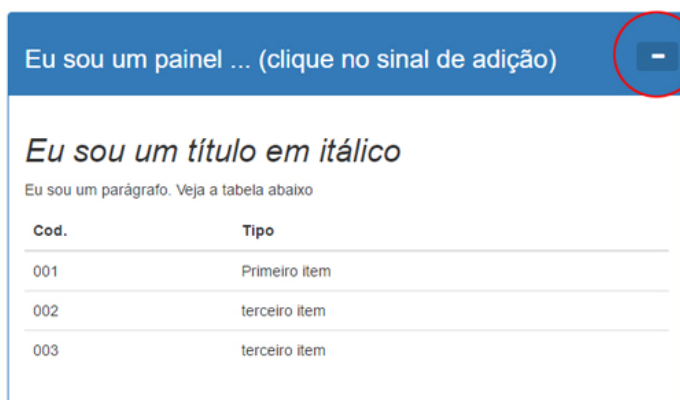 Eu sou um painel ... (clique no sinal de adição)
Eu sou um título em itálico
Eu sou um parágrafo. Veja a tabela abaixo
Cod. Tipo
001 Primeiro item
002 terceiro item
003 terceiro item